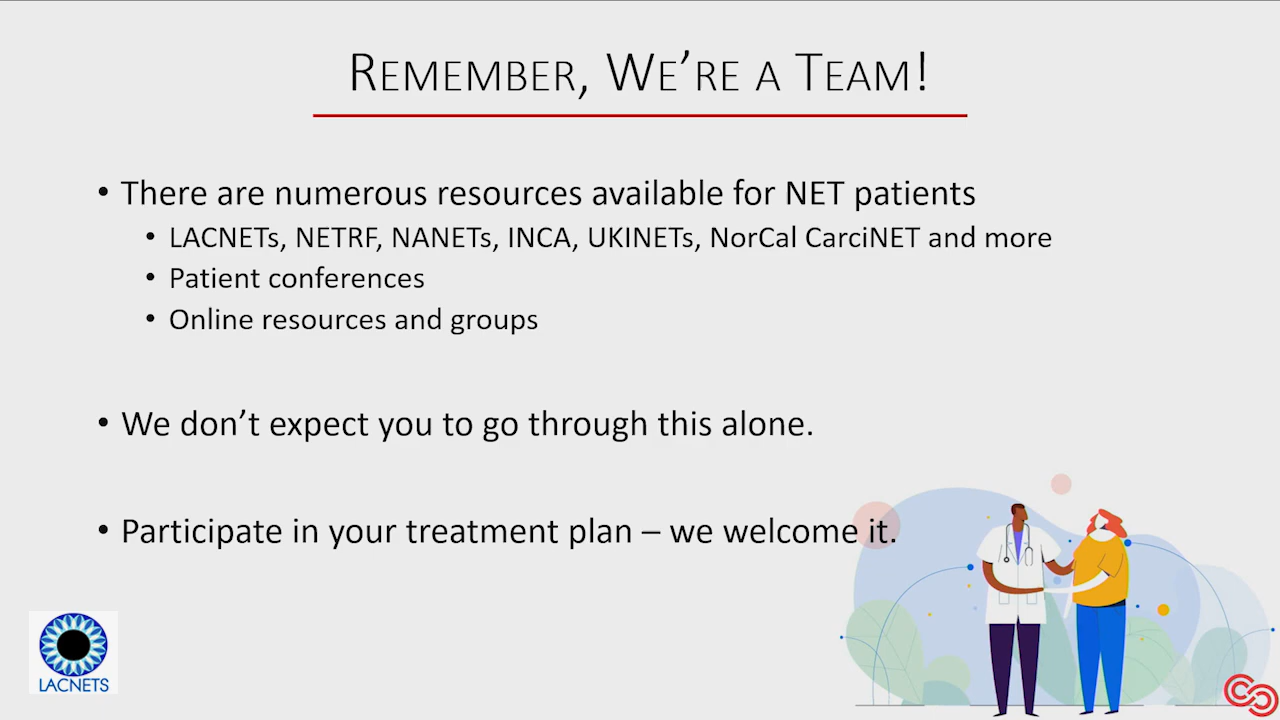 Remember, We're a Team!
• There are numerous resources available for NET patients
• LACNETs, NETRF, NANETs, INCA, UKINETs, NorCal CarciNET and more
• Patient conferences
• Online resources and groups
• We don't expect you to go through this alone.
• Participate in your treatment plan – we welcome it.
LACNETS